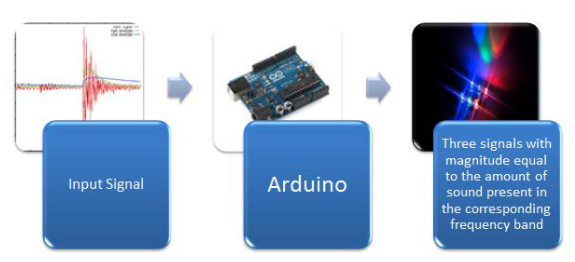 Input Signal
Arduino
Three signals with
magnitude equal
to the amount of
sound present in
the corresponding
frequency band